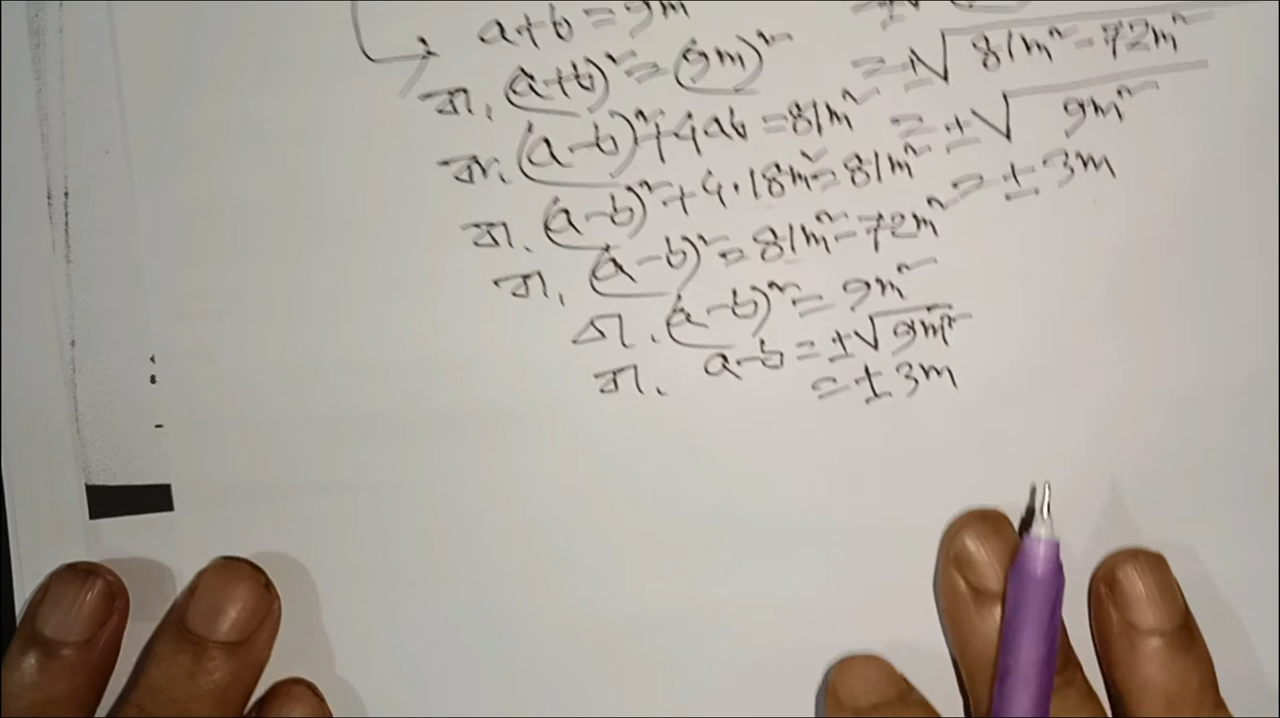 a+b = 9m
বা, (a+b)² = (9m)²
বা, (a-b)²+4ab = 81m²
বা, (a-b)²+4.18m² = 81m²
বা, (a-b)² = 81m²-72m²
বা, (a-b)² = 9m²
বা, a-b = ±√9m²
= ±3m
= ±√81m²-72m²
= ±√9m²
= ±3m